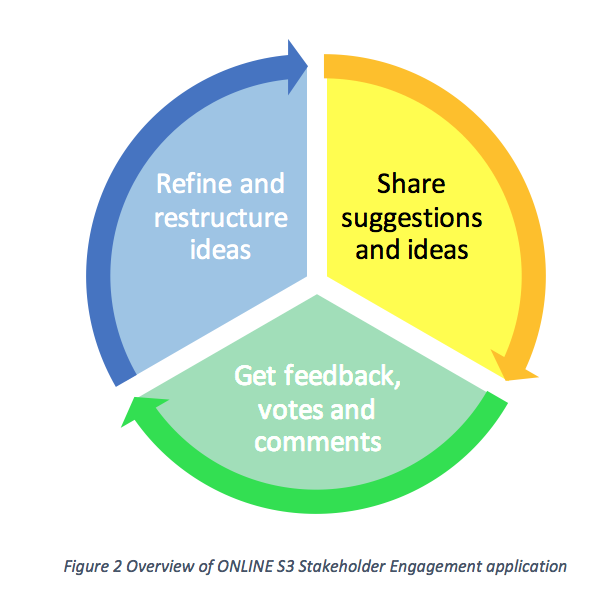 Refine and
restructure
ideas
Share
suggestions
and ideas
Get feedback,
votes and
comments
Figure 2 Overview of ONLINE S3 Stakeholder Engagement application